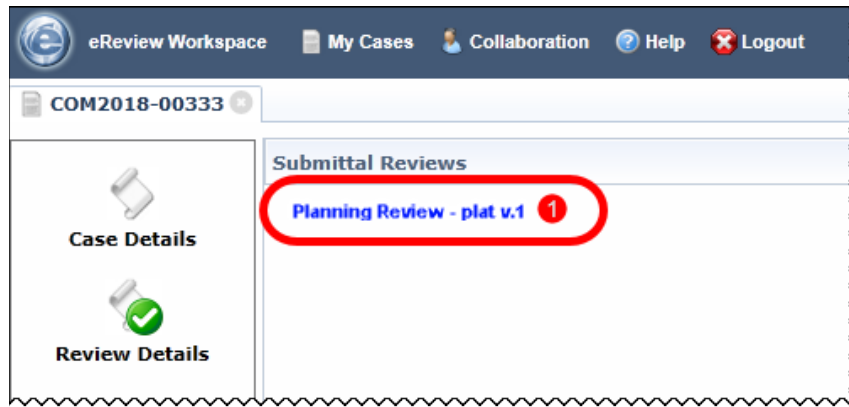 eReview Workspace My Cases Collaboration Help Logout
COM2018-00333
Submittal Reviews
Planning Review - plat v.1 1
Case Details
Review Details